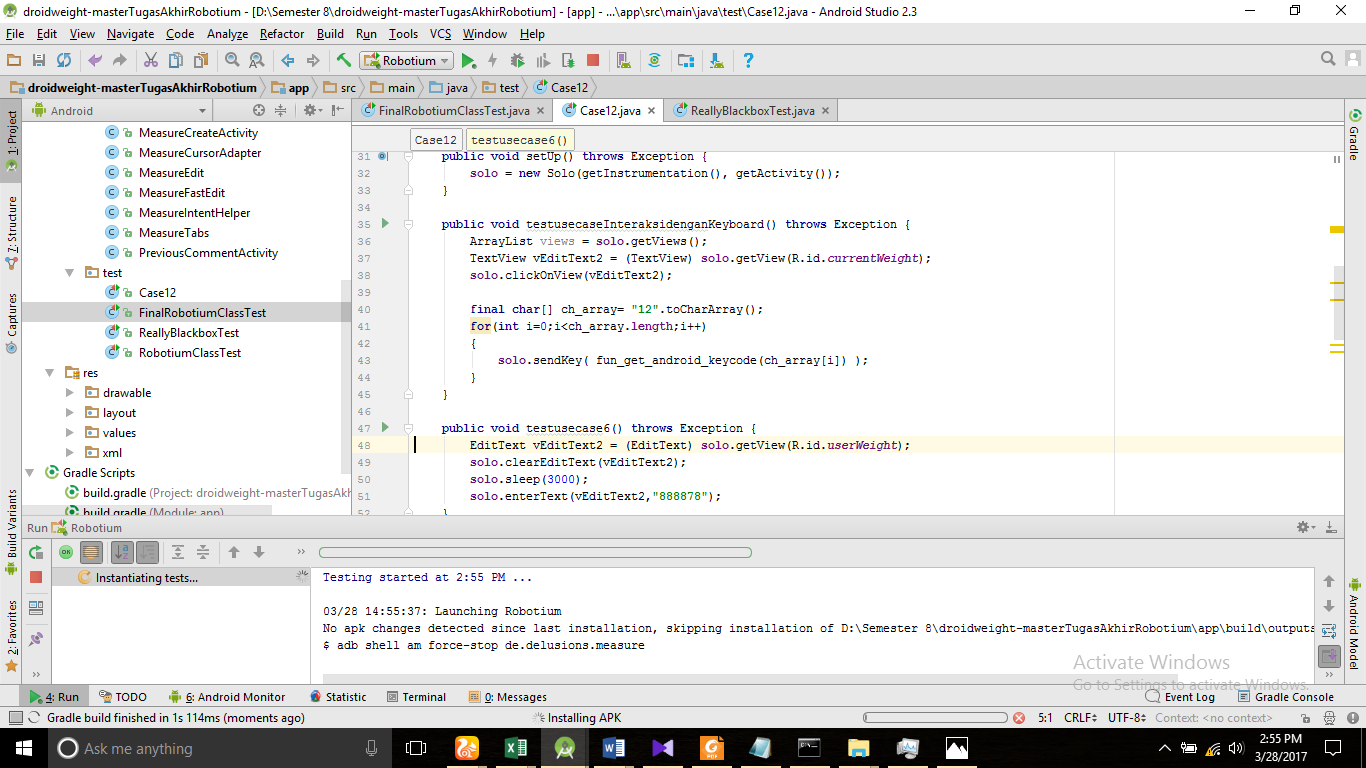 droidweight-masterTugasAkhirRobotium - [D:\Semester 8\droidweight-masterTugasAkhirRobotium] - [app] - ...\app\src\main\java\test\Case12.java - Android Studio 2.3
File Edit View Navigate Code Analyze Refactor Build Run Tools VCS Window Help
Robotium
droidweight-masterTugasAkhirRobotium app src main java test Case12
Android
FinalRobotiumClassTest.java Case12.java ReallyBlackboxTest.java
Case12 testusecase6()
1: Project
7: Structure
Captures
Build Variants
2: Favorites
MeasureCreateActivity
MeasureCursorAdapter
MeasureEdit
MeasureFastEdit
MeasureIntentHelper
MeasureTabs
PreviousCommentActivity
test
Case12
FinalRobotiumClassTest
ReallyBlackboxTest
RobotiumClassTest
res
drawable
layout
values
xml
Gradle Scripts
build.gradle (Project: droidweight-masterTugasAkh
build.gradle (Module: app)
31 public void setUp() throws Exception {
32 solo = new Solo(getInstrumentation(), getActivity());
33 }
34
35 public void testusecaseInteraksidenganKeyboard() throws Exception {
36 ArrayList views = solo.getViews();
37 TextView vEditText2 = (TextView) solo.getView(R.id.currentWeight);
38 solo.clickOnView(vEditText2);
39
40 final char[] ch_array= "12".toCharArray();
41 for(int i=0;i<ch_array.length;i++)
42 {
43 solo.sendKey( fun_get_android_keycode(ch_array[i]) );
44 }
45 }
46
47 public void testusecase6() throws Exception {
48 EditText vEditText2 = (EditText) solo.getView(R.id.userWeight);
49 solo.clearEditText(vEditText2);
50 solo.sleep(3000);
51 solo.enterText(vEditText2,"888878");
52 }
Gradle
Android Model
Run Robotium
OK
Instantiating tests...
Testing started at 2:55 PM ...
03/28 14:55:37: Launching Robotium
No apk changes detected since last installation, skipping installation of D:\Semester 8\droidweight-masterTugasAkhirRobotium\app\build\outputs
$ adb shell am force-stop de.delusions.measure
Activate Windows
Go to Settings to activate Windows.
4: Run TODO 6: Android Monitor Statistic Terminal 0: Messages Event Log Gradle Console
Gradle build finished in 1s 114ms (moments ago) Installing APK 5:1 CRLF UTF-8 Context: <no context>
Ask me anything
2:55 PM
3/28/2017